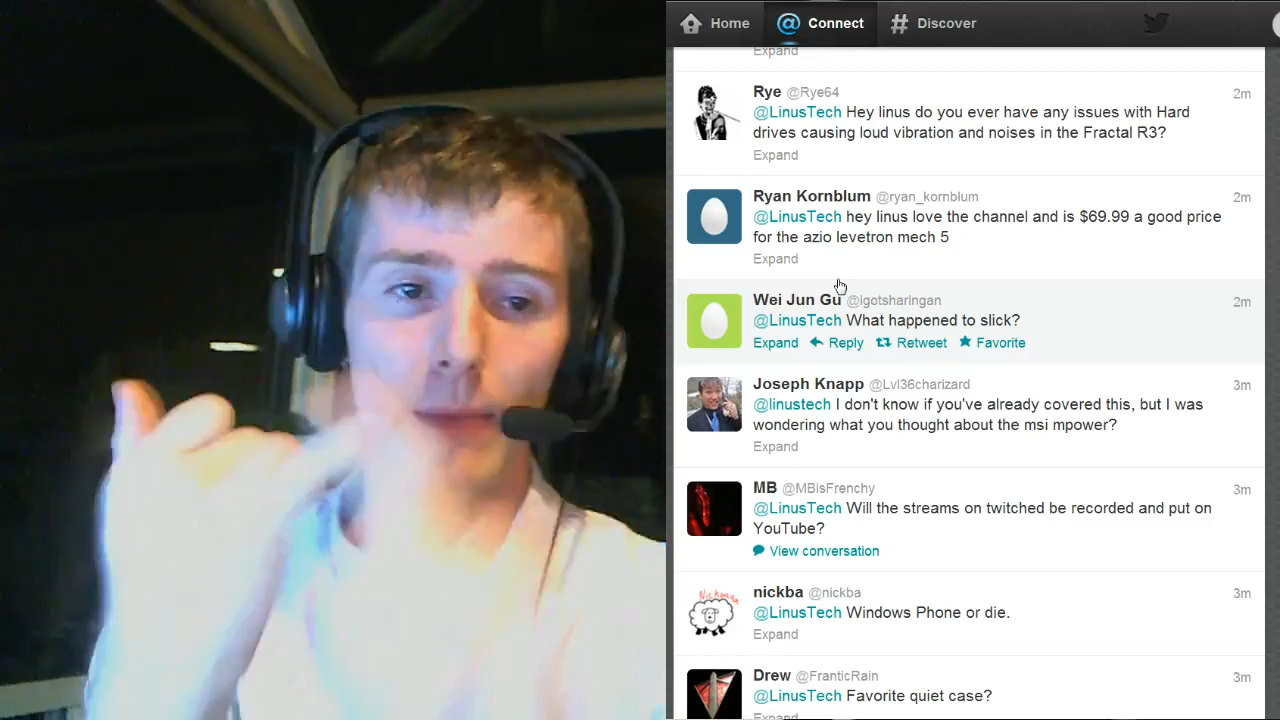 Home @ Connect # Discover
Expand
Rye @Rye64 2m
@LinusTech Hey linus do you ever have any issues with Hard
drives causing loud vibration and noises in the Fractal R3?
Expand
Ryan Kornblum @ryan_kornblum 2m
@LinusTech hey linus love the channel and is $69.99 a good price
for the azio levetron mech 5
Expand
Wei Jun Gu @igotsharingan 2m
@LinusTech What happened to slick?
Expand Reply Retweet Favorite
Joseph Knapp @Lvl36charizard 3m
@linustech I don't know if you've already covered this, but I was
wondering what you thought about the msi mpower?
Expand
MB @MBisFrenchy 3m
@LinusTech Will the streams on twitched be recorded and put on
YouTube?
View conversation
nickba @nickba 3m
@LinusTech Windows Phone or die.
Expand
Drew @FranticRain 3m
@LinusTech Favorite quiet case?
Expand